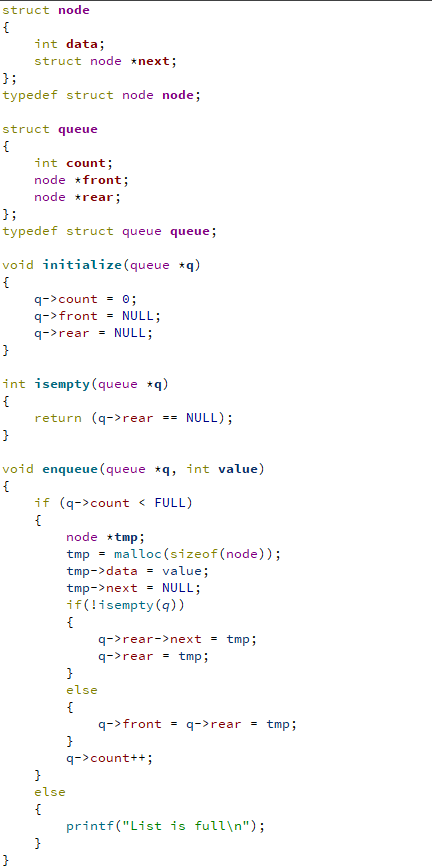 struct node
{
    int data;
    struct node *next;
};
typedef struct node node;

struct queue
{
    int count;
    node *front;
    node *rear;
};
typedef struct queue queue;

void initialize(queue *q)
{
    q->count = 0;
    q->front = NULL;
    q->rear = NULL;
}

int isempty(queue *q)
{
    return (q->rear == NULL);
}

void enqueue(queue *q, int value)
{
    if (q->count < FULL)
    {
        node *tmp;
        tmp = malloc(sizeof(node));
        tmp->data = value;
        tmp->next = NULL;
        if(!isempty(q))
        {
            q->rear->next = tmp;
            q->rear = tmp;
        }
        else
        {
            q->front = q->rear = tmp;
        }
        q->count++;
    }
    else
    {
        printf("List is full\n");
    }
}